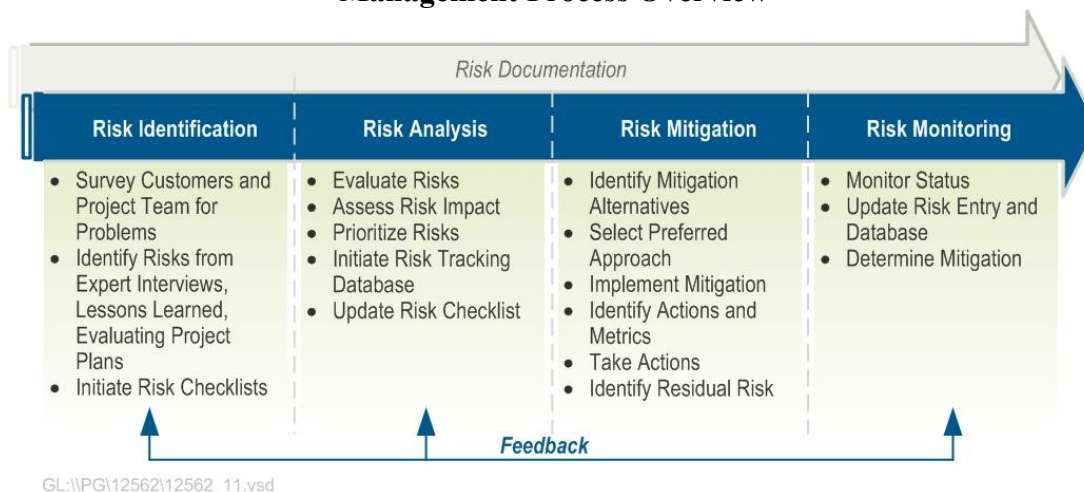 Management Process Overview
Risk Documentation
Risk Identification
Risk Analysis
Risk Mitigation
Risk Monitoring
• Survey Customers and
Project Team for
Problems
• Identify Risks from
Expert Interviews,
Lessons Learned,
Evaluating Project
Plans
• Initiate Risk Checklists
• Evaluate Risks
• Assess Risk Impact
• Prioritize Risks
• Initiate Risk Tracking
Database
• Update Risk Checklist
• Identify Mitigation
Alternatives
• Select Preferred
Approach
• Implement Mitigation
• Identify Actions and
Metrics
• Take Actions
• Identify Residual Risk
• Monitor Status
• Update Risk Entry and
Database
• Determine Mitigation
Feedback
GL:\\PG\12562\12562_11.vsd